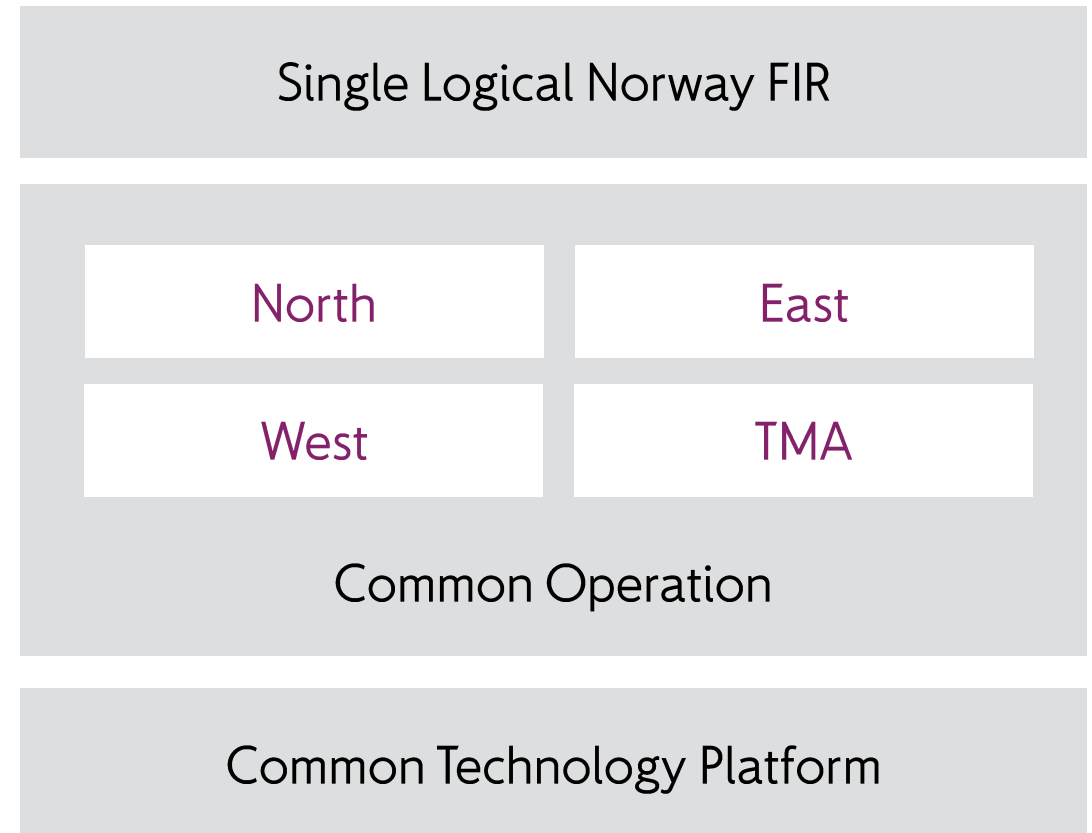 Single Logical Norway FIR
North
East
West
TMA
Common Operation
Common Technology Platform